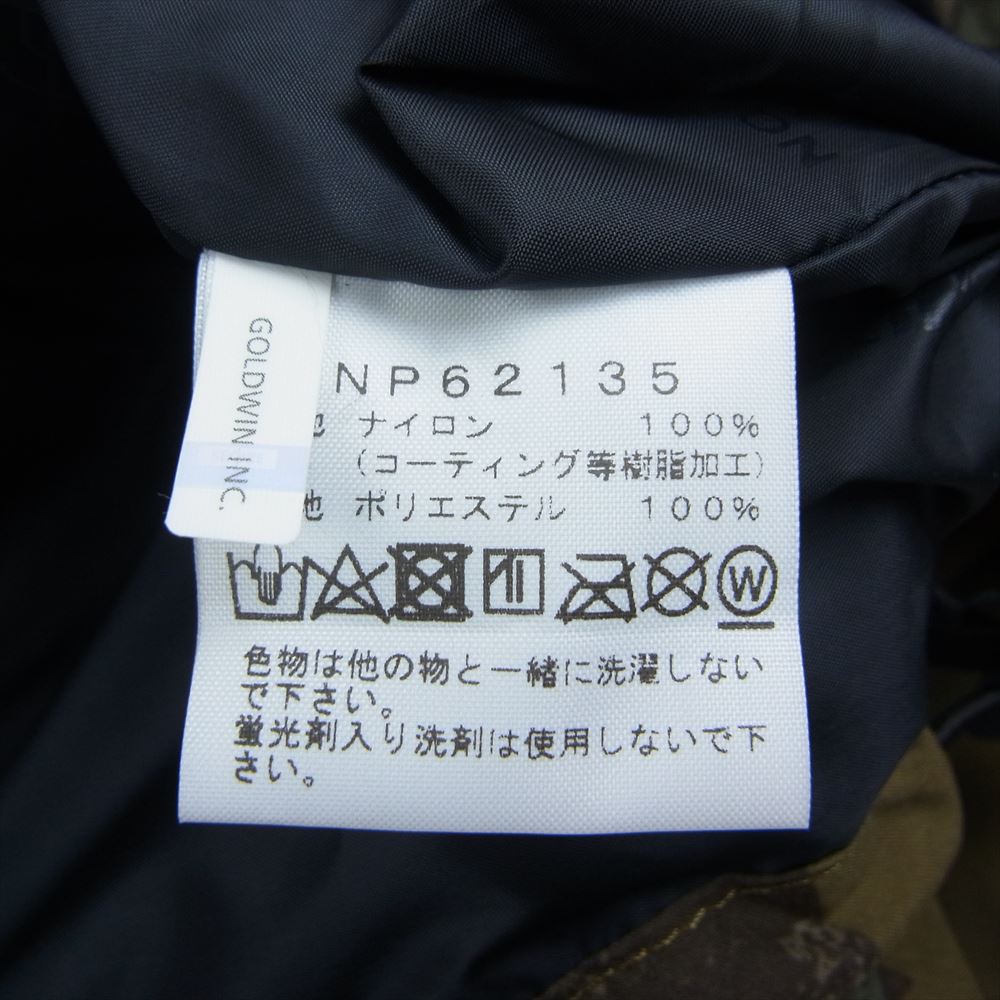 GOLDWIN INC.
NP62135
地 ナイロン 100%
(コーティング等樹脂加工)
地 ポリエステル 100%
W
色物は他の物と一緒に洗濯しない
で下さい。
蛍光剤入り洗剤は使用しないで下
さい。
ON